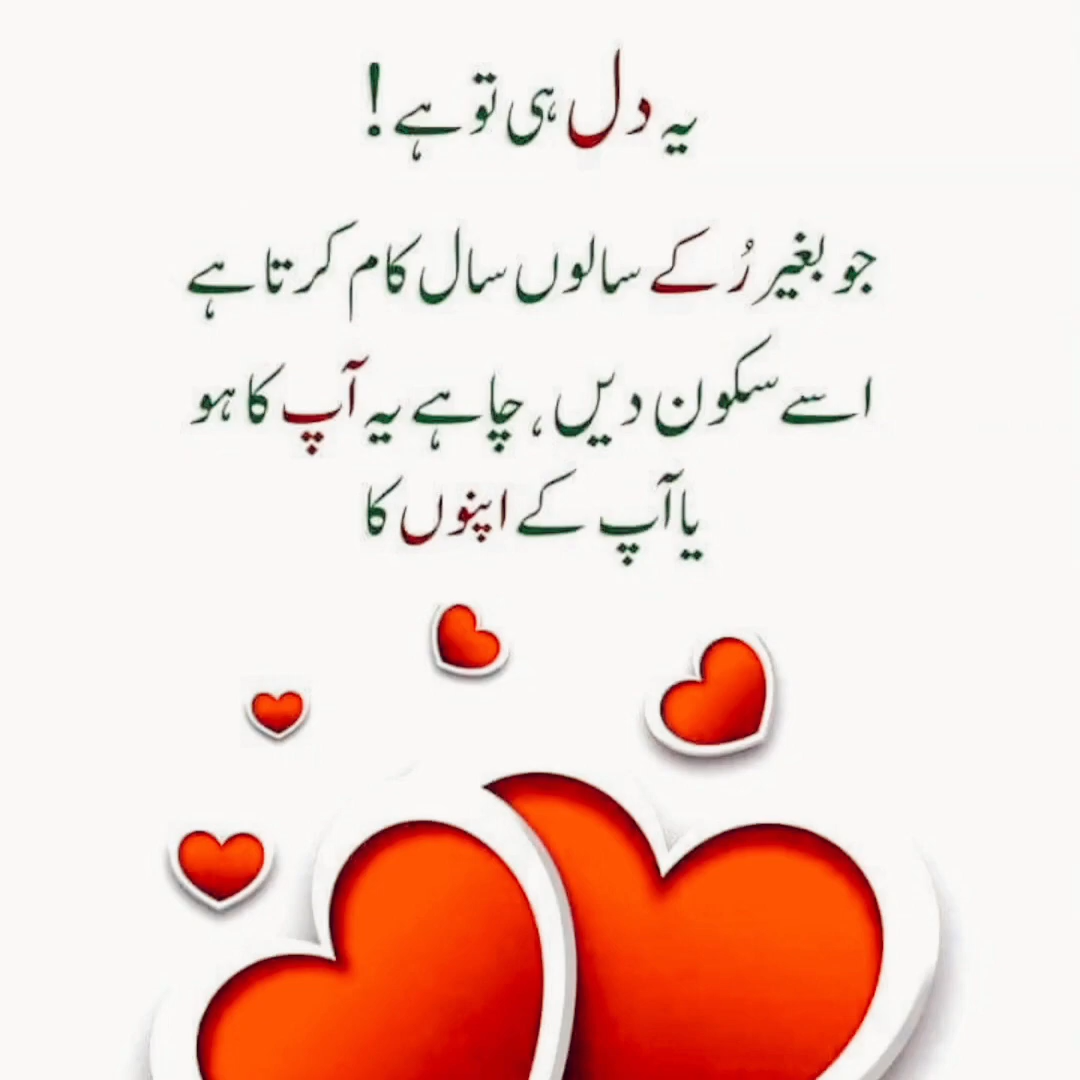 یہ دل ہی تو ہے!
جو بغیر رُکے سالوں سال کام کرتا ہے
اسے سکون دیں، چاہے یہ آپ کا ہو
یا آپ کے اپنوں کا